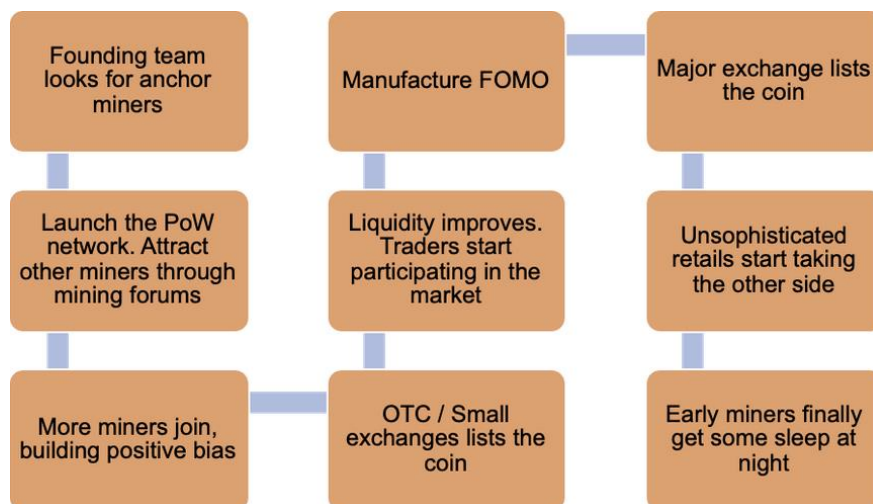 Founding team
looks for anchor
miners
Launch the PoW
network. Attract
other miners through
mining forums
More miners join,
building positive bias
OTC / Small
exchanges lists the
coin
Liquidity improves.
Traders start
participating in the
market
Manufacture FOMO
Major exchange lists
the coin
Unsophisticated
retails start taking
the other side
Early miners finally
get some sleep at
night